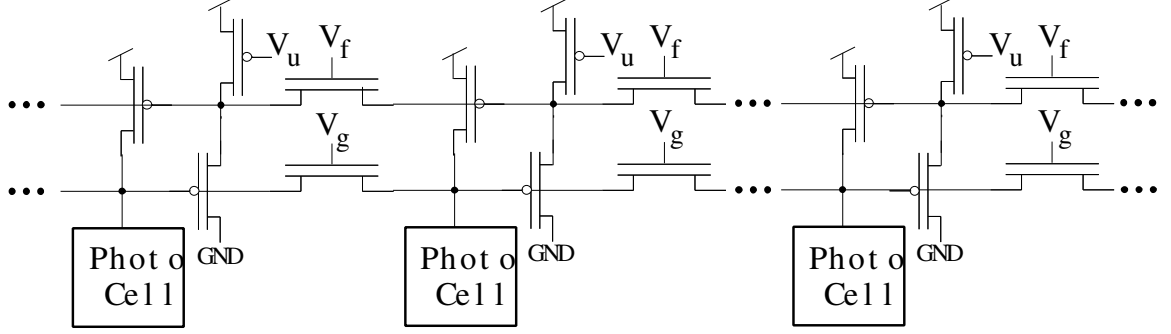 V_u V_f V_u V_f V_u V_f
V_g V_g V_g
••• ••• •••
••• ••• •••
GND GND GND
Photo Photo Photo
Cell Cell Cell